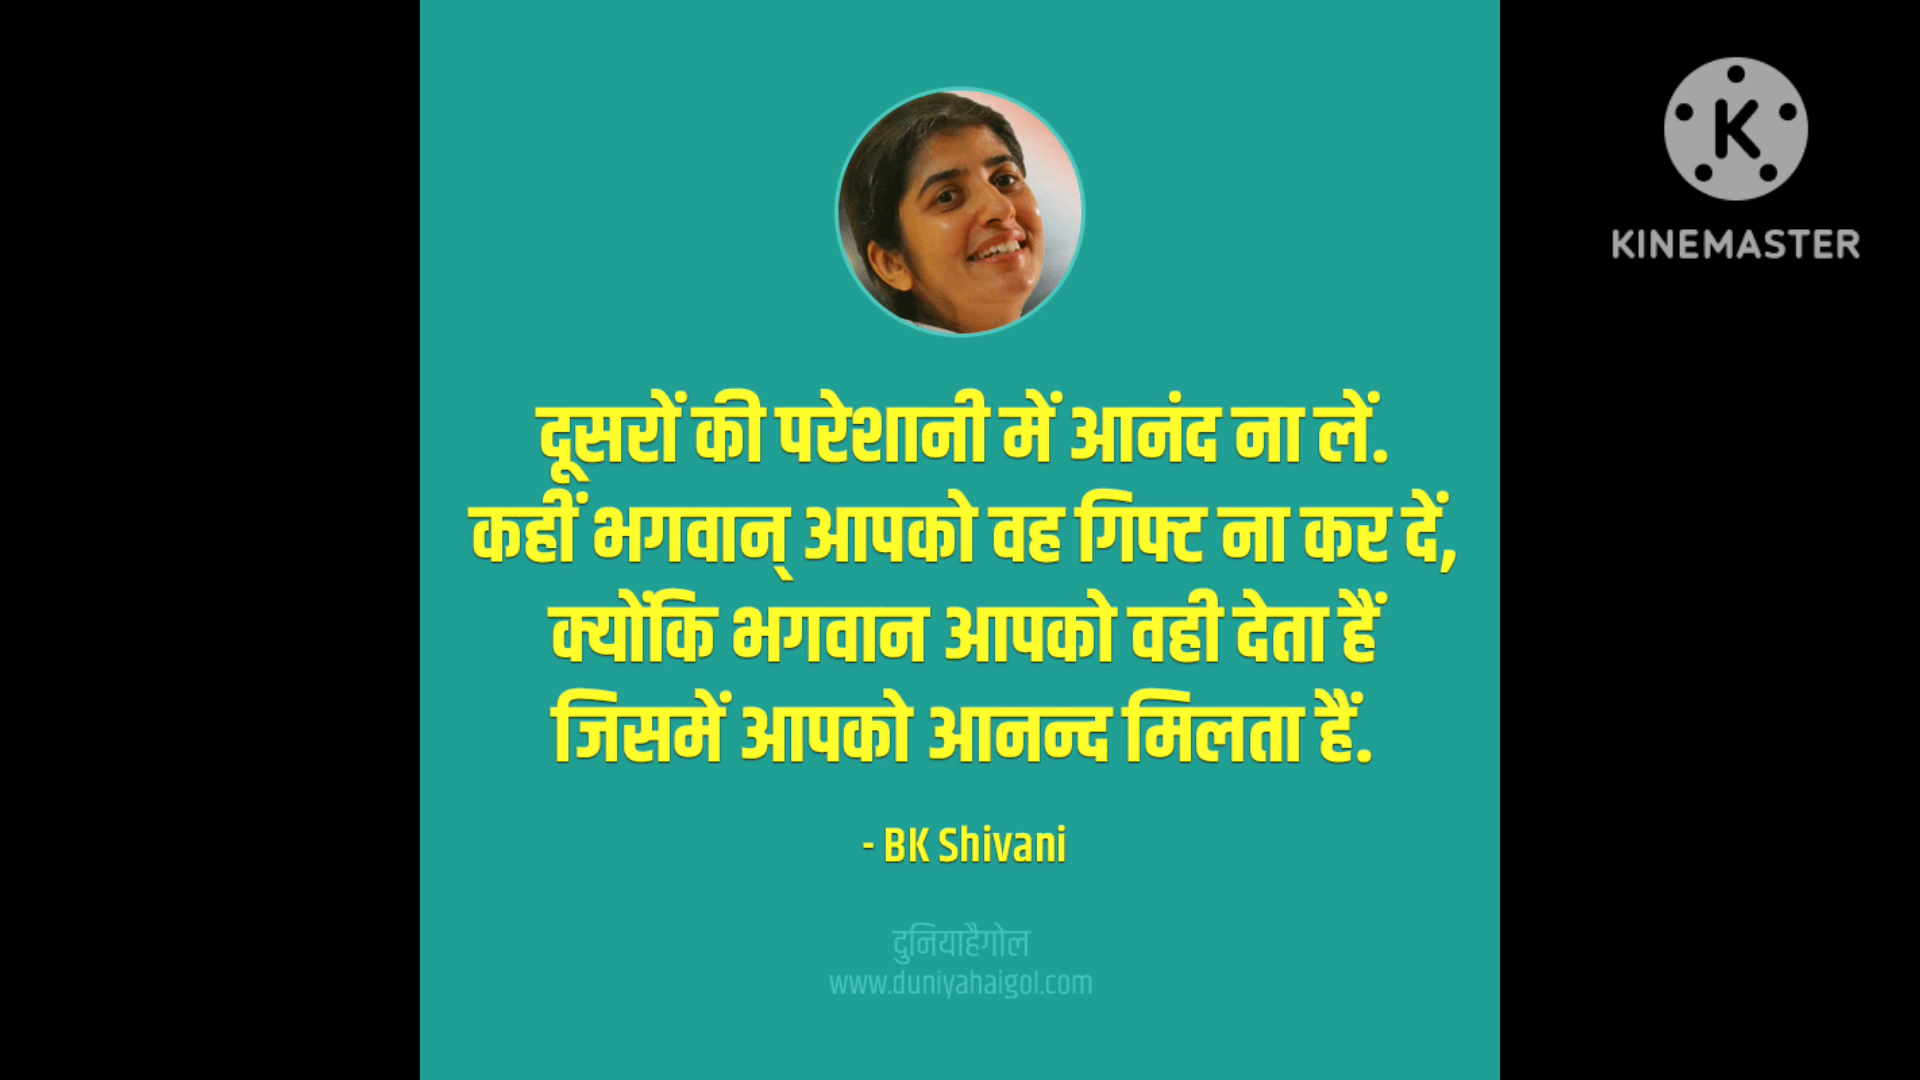 K
KINEMASTER
दूसरों की परेशानी में आनंद ना लें.
कहीं भगवान् आपको वह गिफ्ट ना कर दें,
क्योंकि भगवान आपको वही देता हैं
जिसमें आपको आनन्द मिलता हैं.
- BK Shivani
दुनियाहैगोल
www.duniyahaigol.com